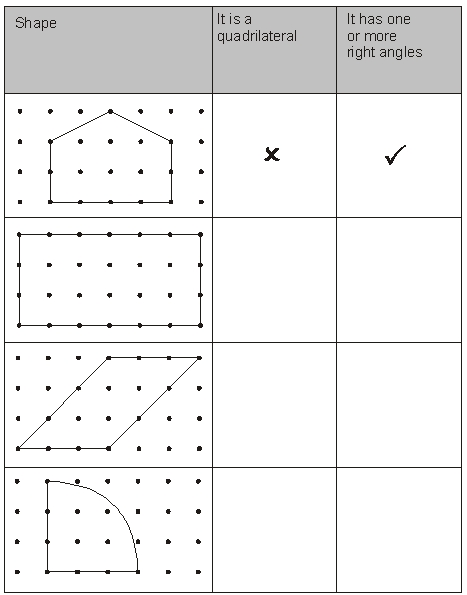 Shape
It is a
quadrilateral
It has one
or more
right angles